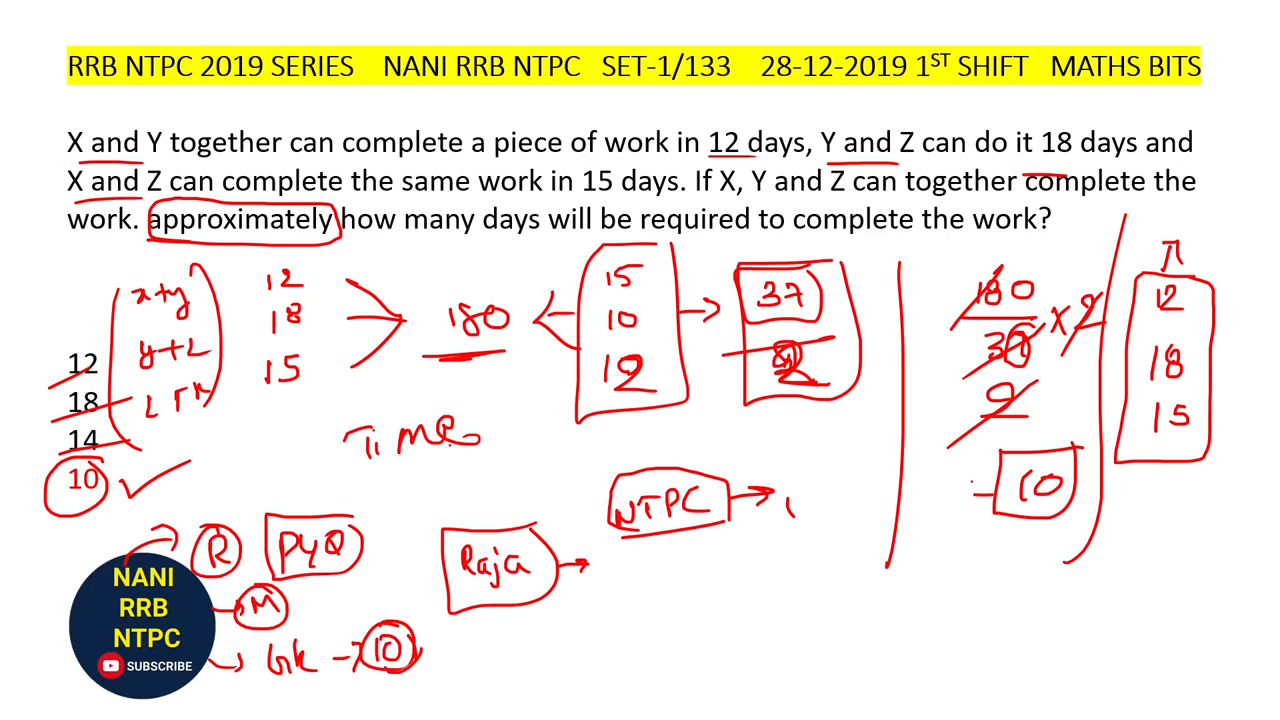 RRB NTPC 2019 SERIES NANI RRB NTPC SET-1/133 28-12-2019 1ST SHIFT MATHS BITS
X and Y together can complete a piece of work in 12 days, Y and Z can do it 18 days and
X and Z can complete the same work in 15 days. If X, Y and Z can together complete the
work. approximately how many days will be required to complete the work?
12
18
14
10
x+y 12
y+z 18
15
180
15
10
12
37
2
180
37 × 2
2
10
12
18
15
Time
NTPC
Raja
R PYQ
M
Gk 10
NANI
RRB
NTPC
SUBSCRIBE